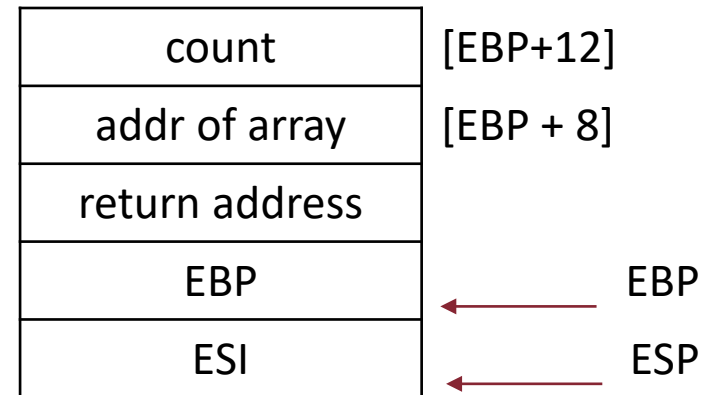 count [EBP+12]
addr of array [EBP + 8]
return address
EBP EBP
ESI ESP